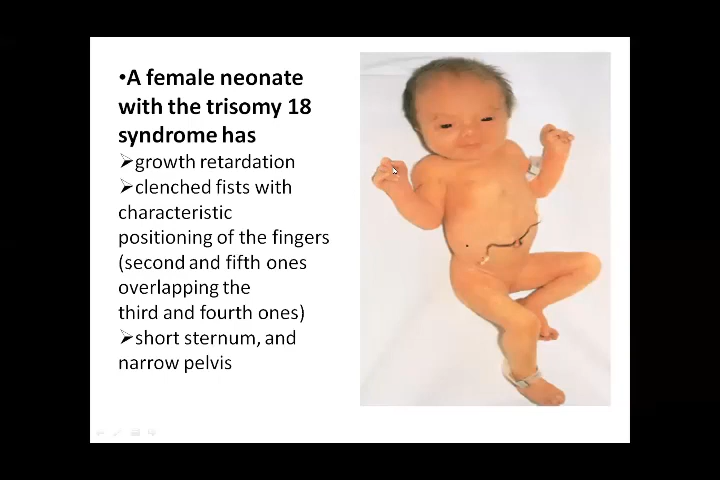 •A female neonate
with the trisomy 18
syndrome has
➢growth retardation
➢clenched fists with
characteristic
positioning of the fingers
(second and fifth ones
overlapping the
third and fourth ones)
➢short sternum, and
narrow pelvis